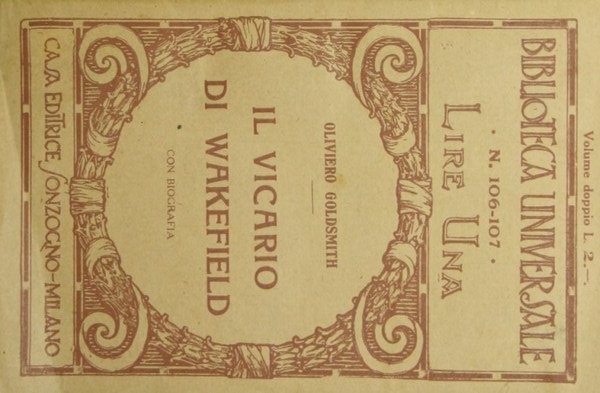 Volume doppio L. 2.—.
BIBLIOTECA UNIVERSALE
• N. 106-107 •
LIRE UNA
OLIVIERO GOLDSMITH
IL VICARIO
DI WAKEFIELD
CON BIOGRAFIA
CASA EDITRICE SONZOGNO-MILANO